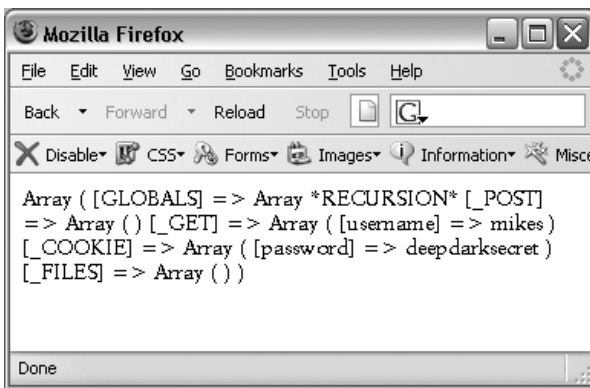 Mozilla Firefox
File Edit View Go Bookmarks Tools Help
Back Forward Reload Stop G
Disable CSS Forms Images Information Misce
Array ( [GLOBALS] => Array *RECURSION* [_POST]
=> Array ( ) [_GET] => Array ( [username] => mikes )
[_COOKIE] => Array ( [password] => deepdarksecret )
[_FILES] => Array ( ) )
Done